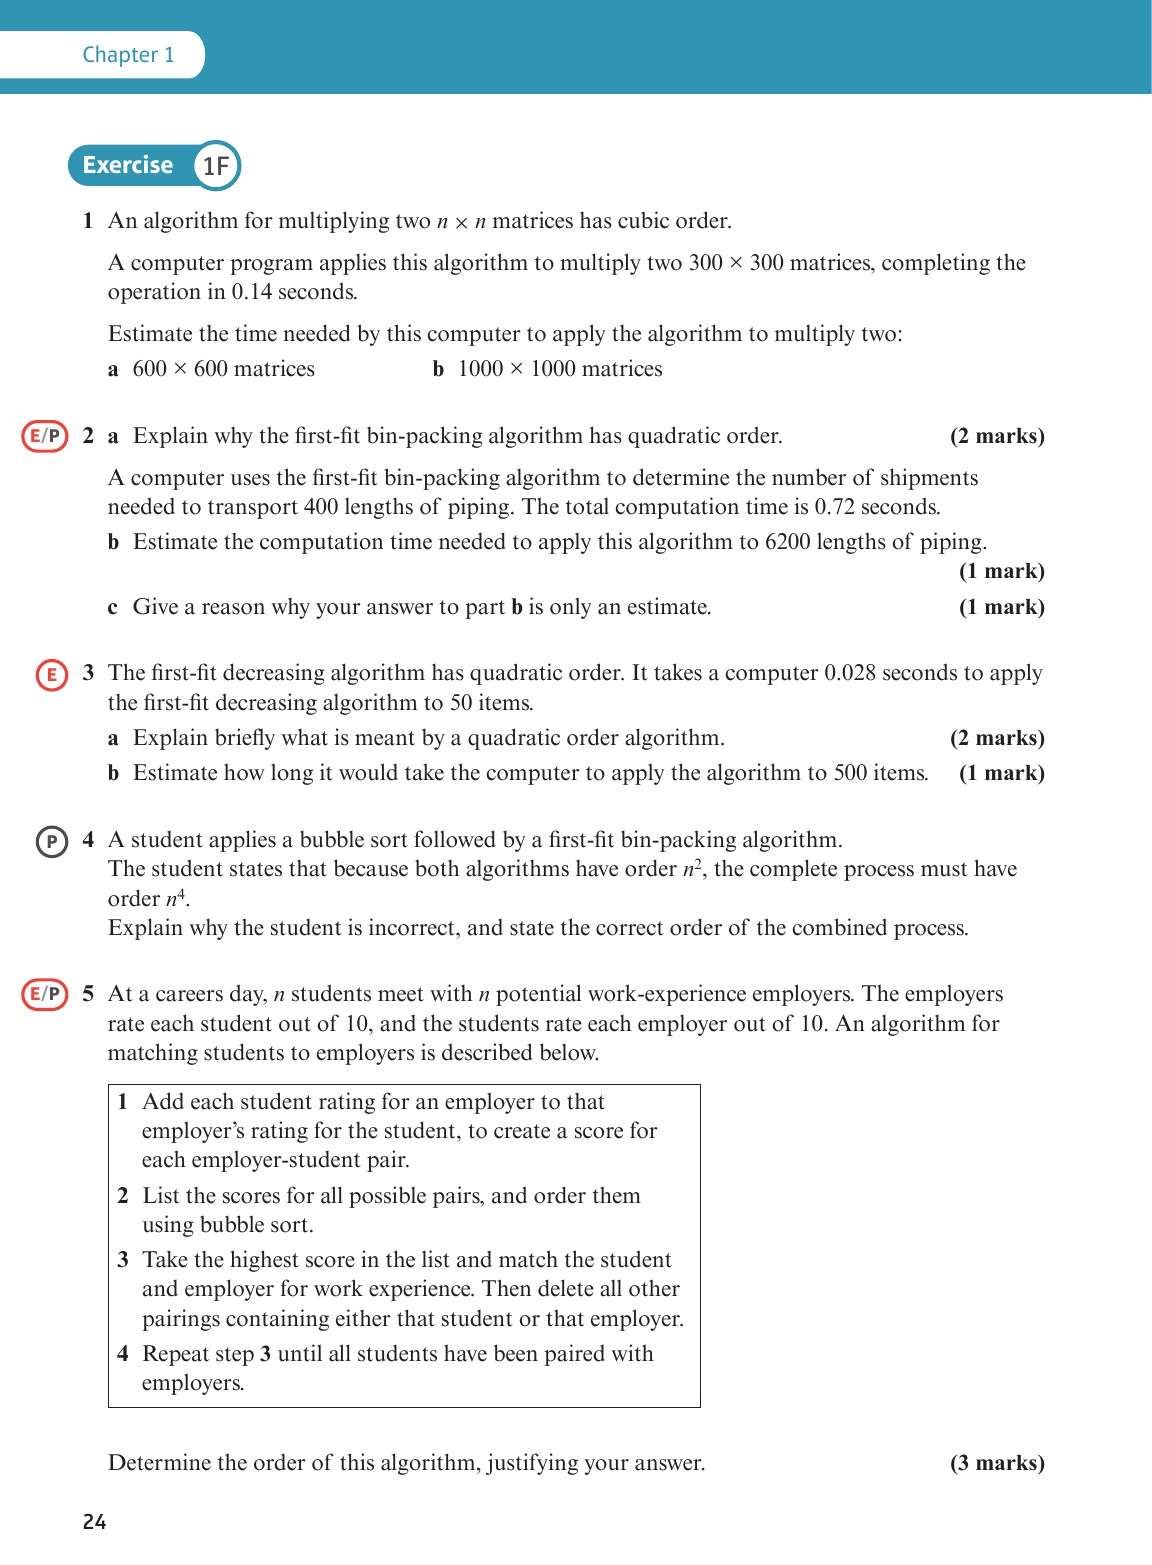 Chapter 1
Exercise 1F
1 An algorithm for multiplying two n × n matrices has cubic order.
A computer program applies this algorithm to multiply two 300 × 300 matrices, completing the
operation in 0.14 seconds.
Estimate the time needed by this computer to apply the algorithm to multiply two:
a 600 × 600 matrices b 1000 × 1000 matrices
E/P 2 a Explain why the first-fit bin-packing algorithm has quadratic order. (2 marks)
A computer uses the first-fit bin-packing algorithm to determine the number of shipments
needed to transport 400 lengths of piping. The total computation time is 0.72 seconds.
b Estimate the computation time needed to apply this algorithm to 6200 lengths of piping.
(1 mark)
c Give a reason why your answer to part b is only an estimate. (1 mark)
E 3 The first-fit decreasing algorithm has quadratic order. It takes a computer 0.028 seconds to apply
the first-fit decreasing algorithm to 50 items.
a Explain briefly what is meant by a quadratic order algorithm. (2 marks)
b Estimate how long it would take the computer to apply the algorithm to 500 items. (1 mark)
P 4 A student applies a bubble sort followed by a first-fit bin-packing algorithm.
The student states that because both algorithms have order n², the complete process must have
order n⁴.
Explain why the student is incorrect, and state the correct order of the combined process.
E/P 5 At a careers day, n students meet with n potential work-experience employers. The employers
rate each student out of 10, and the students rate each employer out of 10. An algorithm for
matching students to employers is described below.
1 Add each student rating for an employer to that
employer's rating for the student, to create a score for
each employer-student pair.
2 List the scores for all possible pairs, and order them
using bubble sort.
3 Take the highest score in the list and match the student
and employer for work experience. Then delete all other
pairings containing either that student or that employer.
4 Repeat step 3 until all students have been paired with
employers.
Determine the order of this algorithm, justifying your answer. (3 marks)
24